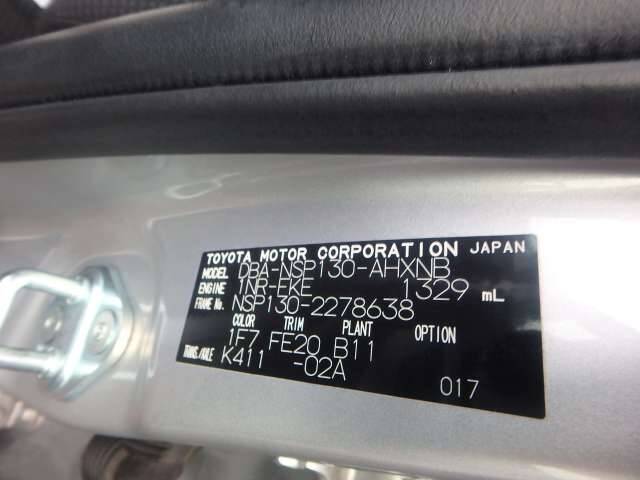 TOYOTA MOTOR CORPORATION JAPAN
MODEL DBA-NSP130-AHXNB
ENGINE 1NR-FKE 1329 mL
FRAME No. NSP130-2278638
COLOR TRIM PLANT OPTION
1F7 FE20 B11
TRANS./AXLE K411 -02A
017